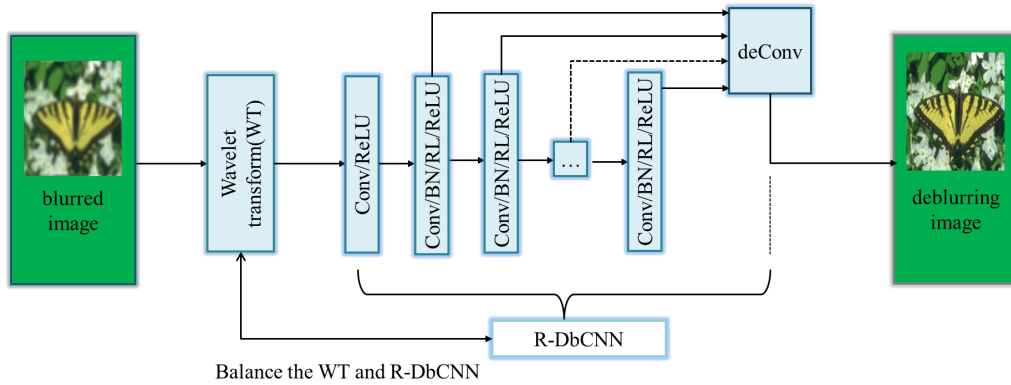 blurred
image
Wavelet
transform(WT)
Conv/ReLU
Conv/BN/RL/ReLU
Conv/BN/RL/ReLU
...
Conv/BN/RL/ReLU
deConv
deblurring
image
R-DbCNN
Balance the WT and R-DbCNN